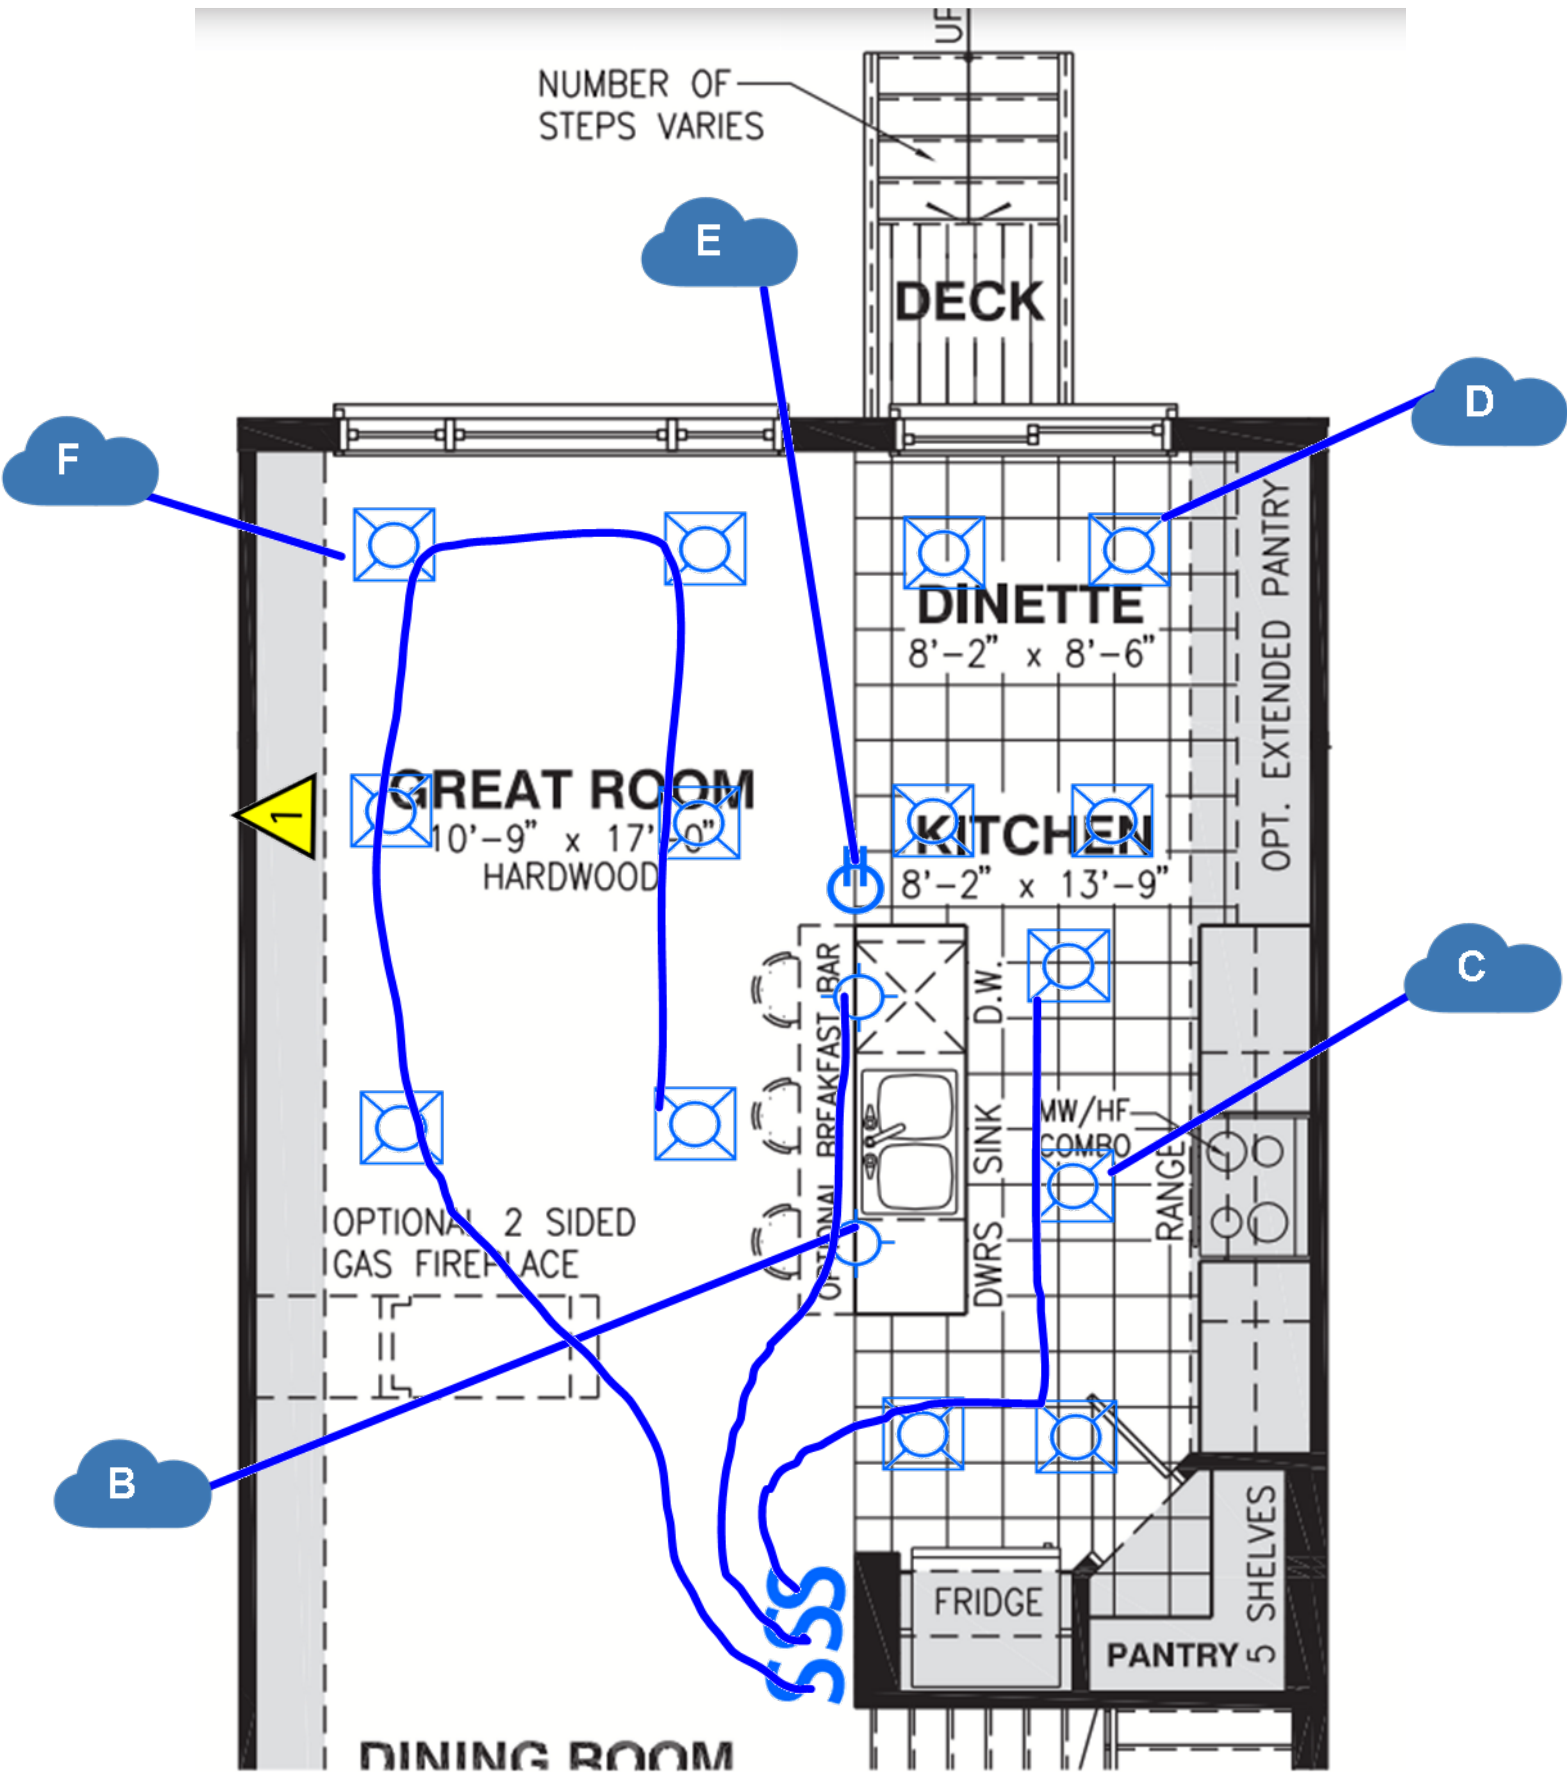 UP
NUMBER OF
STEPS VARIES
E
DECK
D
F
DINETTE
8'-2" x 8'-6"
OPT. EXTENDED PANTRY
GREAT ROOM
10'-9" x 17'-0"
HARDWOOD
1
KITCHEN
8'-2" x 13'-9"
C
OPTIONAL BREAKFAST BAR
D.W.
SINK
DWRS
MW/HF
COMBO
RANGE
OPTIONAL 2 SIDED
GAS FIREPLACE
B
SSS
FRIDGE
5 SHELVES
PANTRY
DINING ROOM